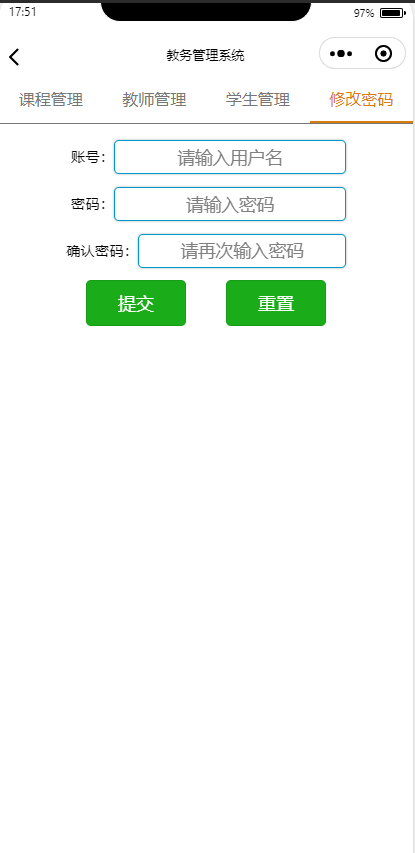 17:51 97%
教务管理系统
课程管理 教师管理 学生管理 修改密码
账号： 请输入用户名
密码： 请输入密码
确认密码： 请再次输入密码
提交 重置